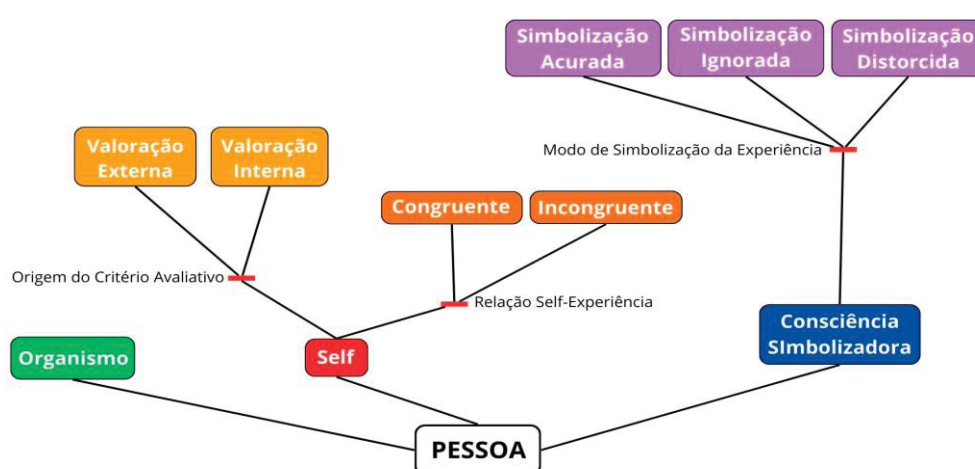 Simbolização
Acurada
Simbolização
Ignorada
Simbolização
Distorcida
Modo de Simbolização da Experiência
Valoração
Externa
Valoração
Interna
Congruente
Incongruente
Origem do Critério Avaliativo
Relação Self-Experiência
Consciência
SImbolizadora
Organismo
Self
PESSOA